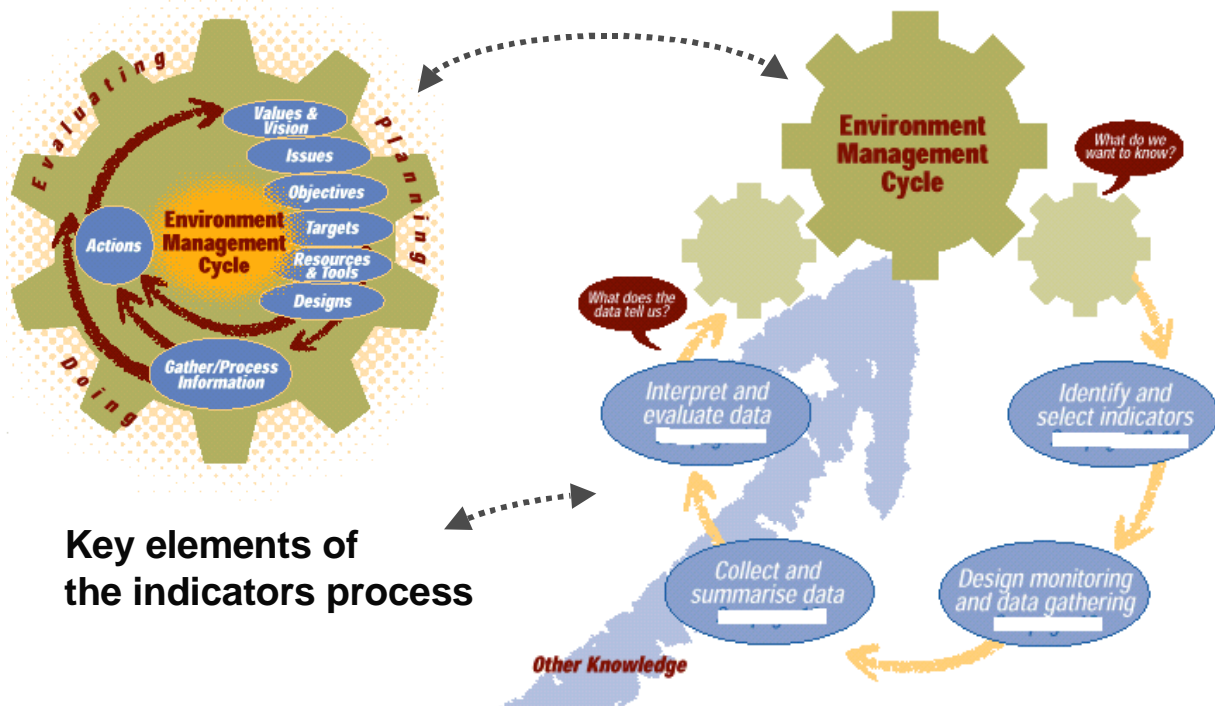 Evaluating
Planning
Doing
Values &
Vision
Issues
Objectives
Targets
Resources
& Tools
Designs
Actions
Environment
Management
Cycle
Gather/Process
Information
Environment
Management
Cycle
What do we
want to know?
What does the
data tell us?
Interpret and
evaluate data
Identify and
select indicators
Collect and
summarise data
Design monitoring
and data gathering
Other Knowledge
Key elements of
the indicators process